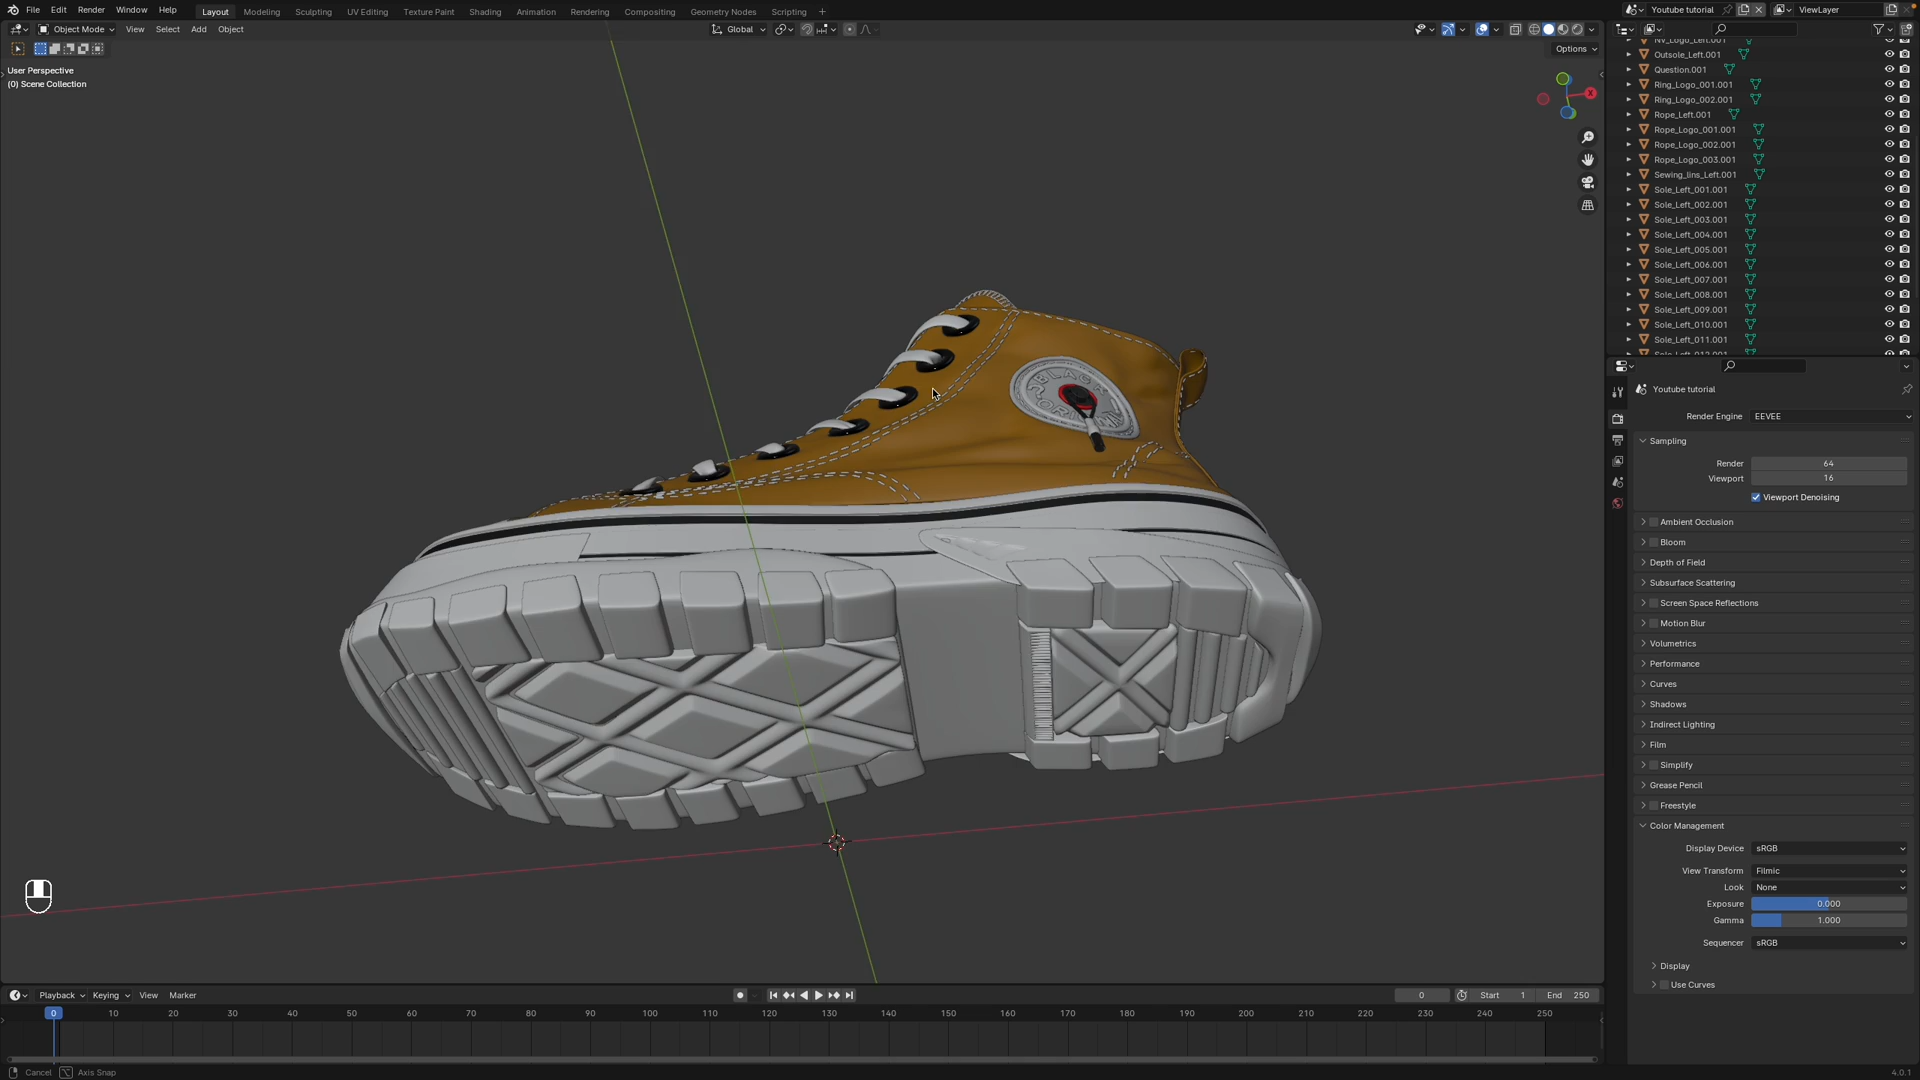 File Edit Render Window Help Layout Modeling Sculpting UV Editing Texture Paint Shading Animation Rendering Compositing Geometry Nodes Scripting + Youtube tutorial ViewLayer
Object Mode View Select Add Object Global
Options
User Perspective
(0) Scene Collection
X
BLACK
NV_Logo_Left.001
Outsole_Left.001
Question.001
Ring_Logo_001.001
Ring_Logo_002.001
Rope_Left.001
Rope_Logo_001.001
Rope_Logo_002.001
Rope_Logo_003.001
Sewing_lins_Left.001
Sole_Left_001.001
Sole_Left_002.001
Sole_Left_003.001
Sole_Left_004.001
Sole_Left_005.001
Sole_Left_006.001
Sole_Left_007.001
Sole_Left_008.001
Sole_Left_009.001
Sole_Left_010.001
Sole_Left_011.001
Sole_Left_012.001
Youtube tutorial
Render Engine EEVEE
Sampling
Render 64
Viewport 16
Viewport Denoising
Ambient Occlusion
Bloom
Depth of Field
Subsurface Scattering
Screen Space Reflections
Motion Blur
Volumetrics
Performance
Curves
Shadows
Indirect Lighting
Film
Simplify
Grease Pencil
Freestyle
Color Management
Display Device sRGB
View Transform Filmic
Look None
Exposure 0.000
Gamma 1.000
Sequencer sRGB
Display
Use Curves
Playback Keying View Marker 0 Start 1 End 250
0 10 20 30 40 50 60 70 80 90 100 110 120 130 140 150 160 170 180 190 200 210 220 230 240 250
Cancel Axis Snap 4.0.1